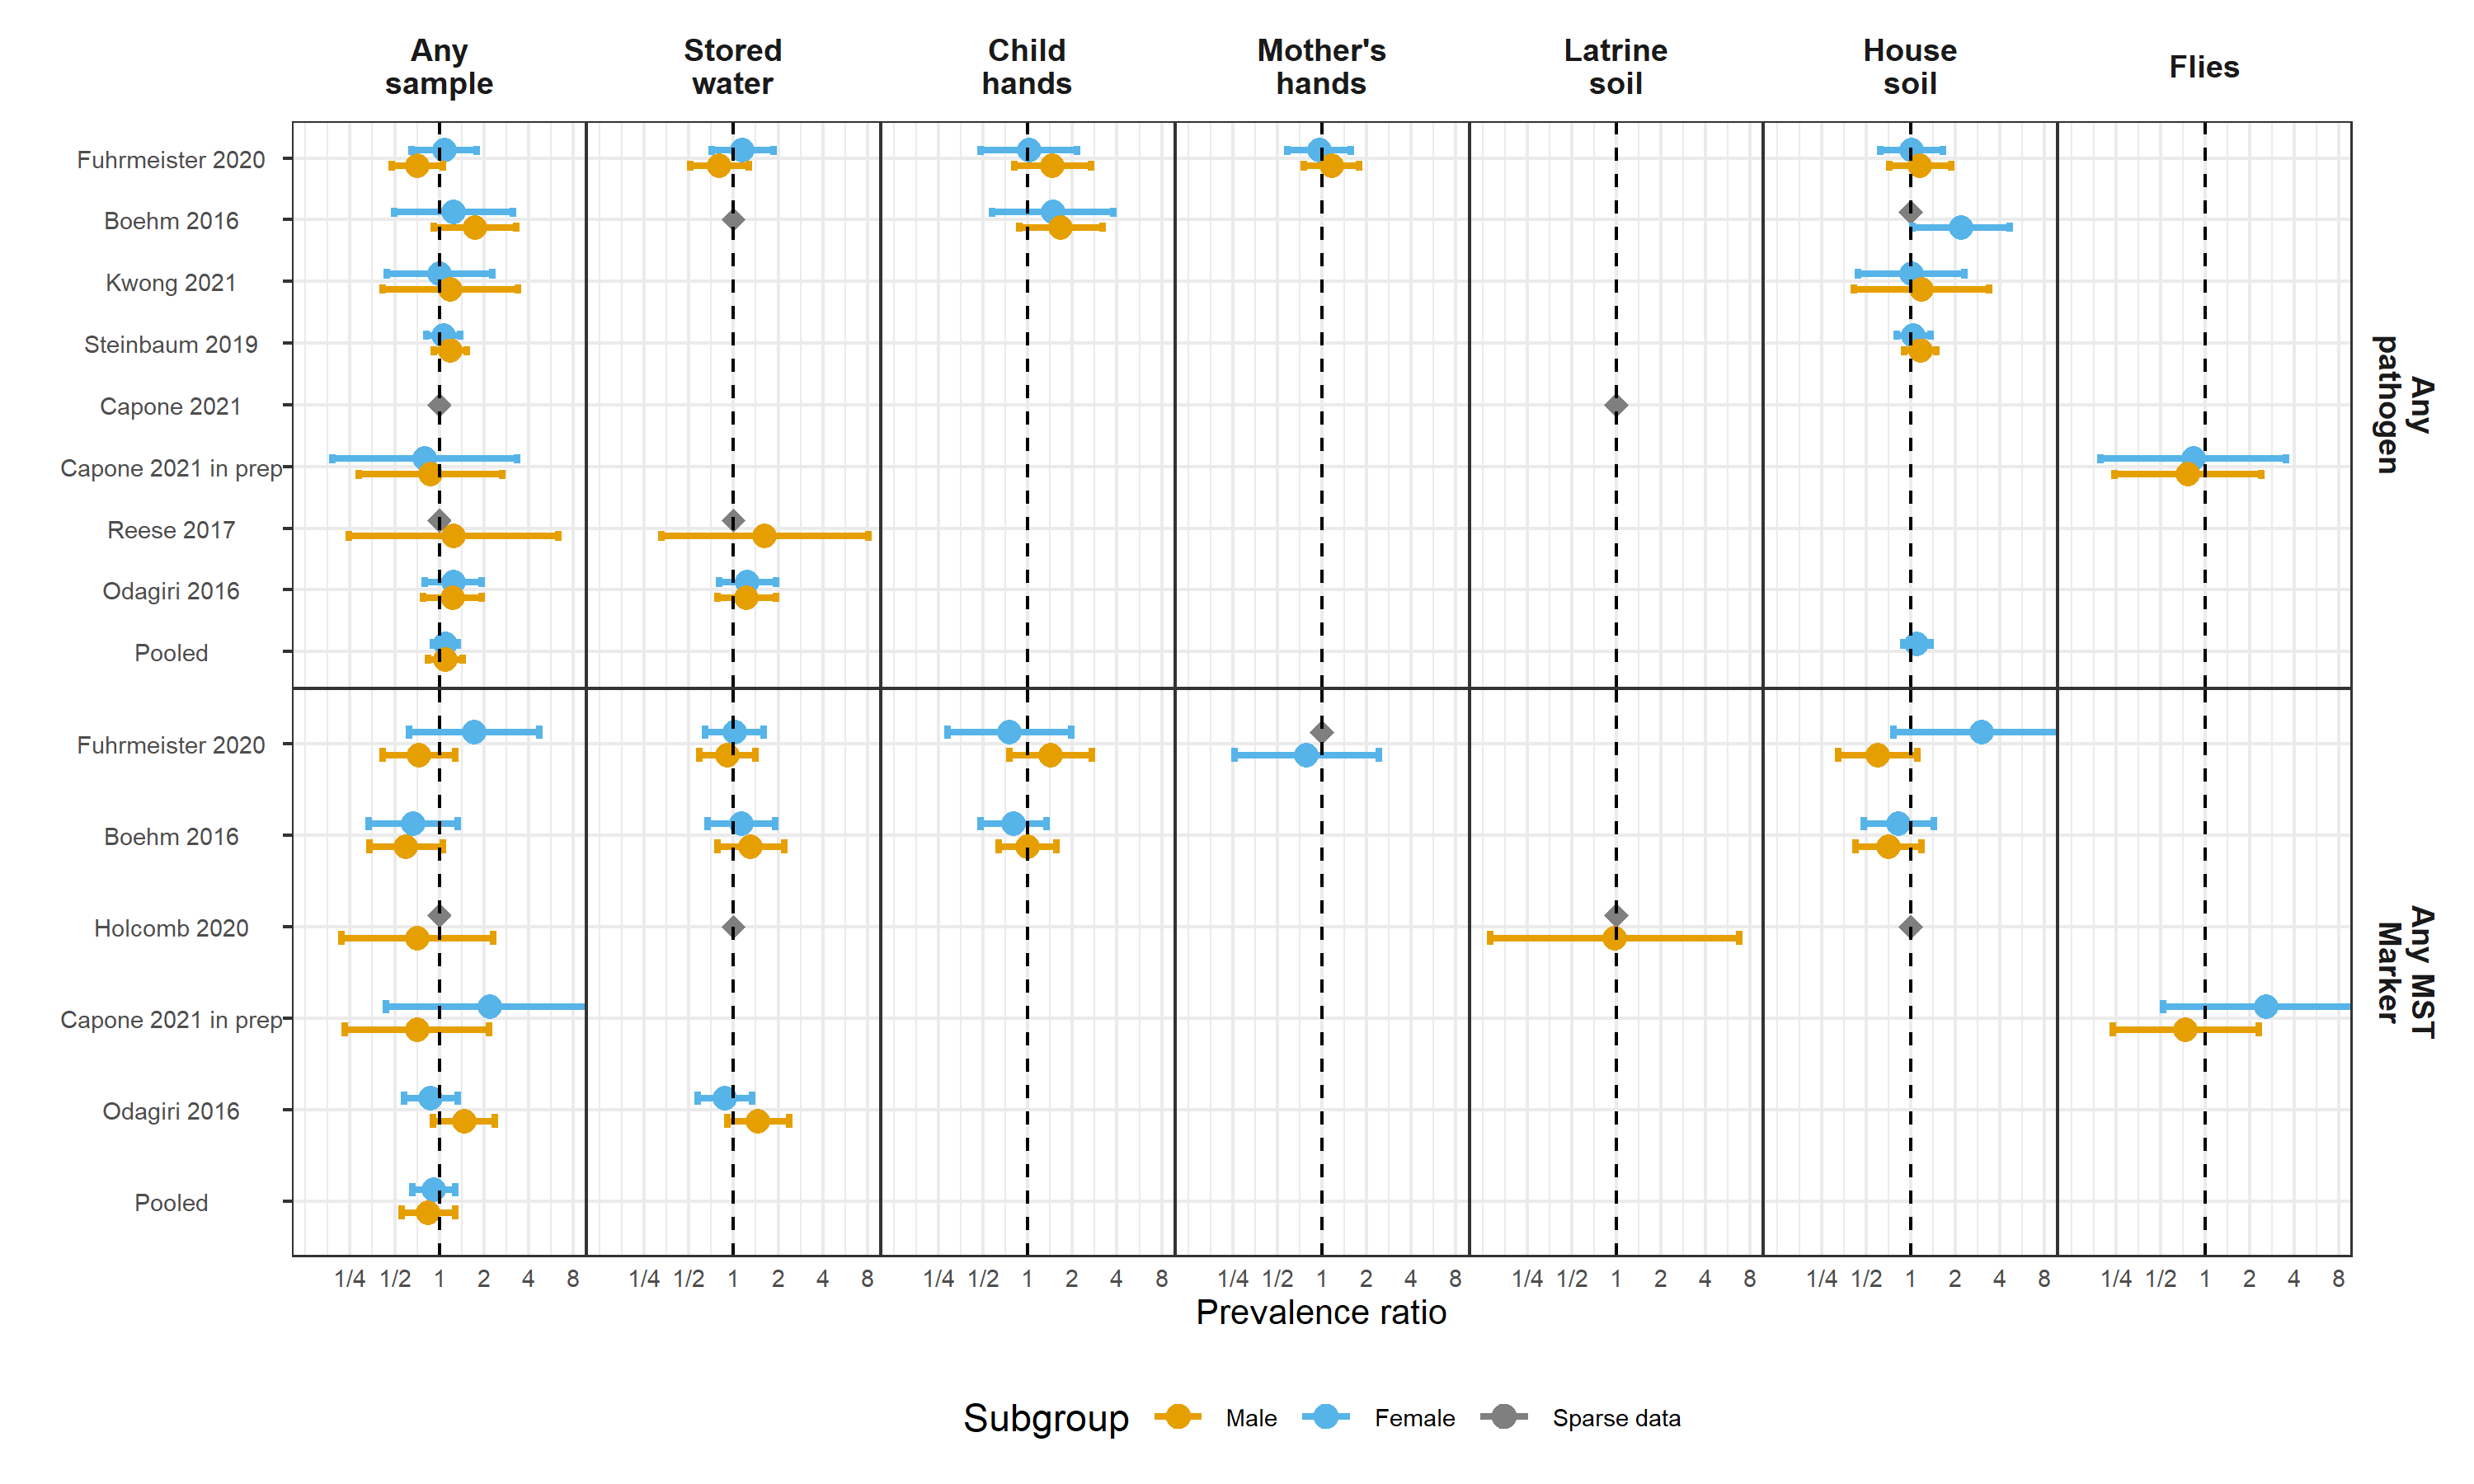 Any
sample
Stored
water
Child
hands
Mother's
hands
Latrine
soil
House
soil
Flies
Fuhrmeister 2020
Boehm 2016
Kwong 2021
Steinbaum 2019
Capone 2021
Capone 2021 in prep
Reese 2017
Odagiri 2016
Pooled
Any
pathogen
Fuhrmeister 2020
Boehm 2016
Holcomb 2020
Capone 2021 in prep
Odagiri 2016
Pooled
Any MST
Marker
1/4 1/2 1 2 4 8 1/4 1/2 1 2 4 8 1/4 1/2 1 2 4 8 1/4 1/2 1 2 4 8 1/4 1/2 1 2 4 8 1/4 1/2 1 2 4 8 1/4 1/2 1 2 4 8
Prevalence ratio
Subgroup Male Female Sparse data